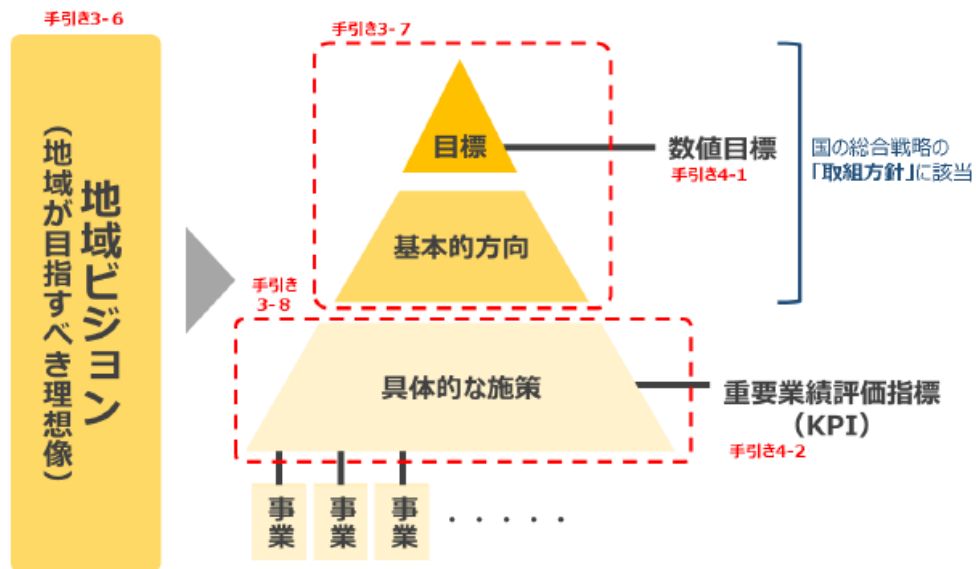 手引き3-6
地域ビジョン
(地域が目指すべき理想像)
手引き3-7
目標
数値目標
手引き4-1
国の総合戦略の
「取組方針」に該当
基本的方向
手引き
3-8
具体的な施策
重要業績評価指標
(KPI)
手引き4-2
事業
事業
事業
・・・・・